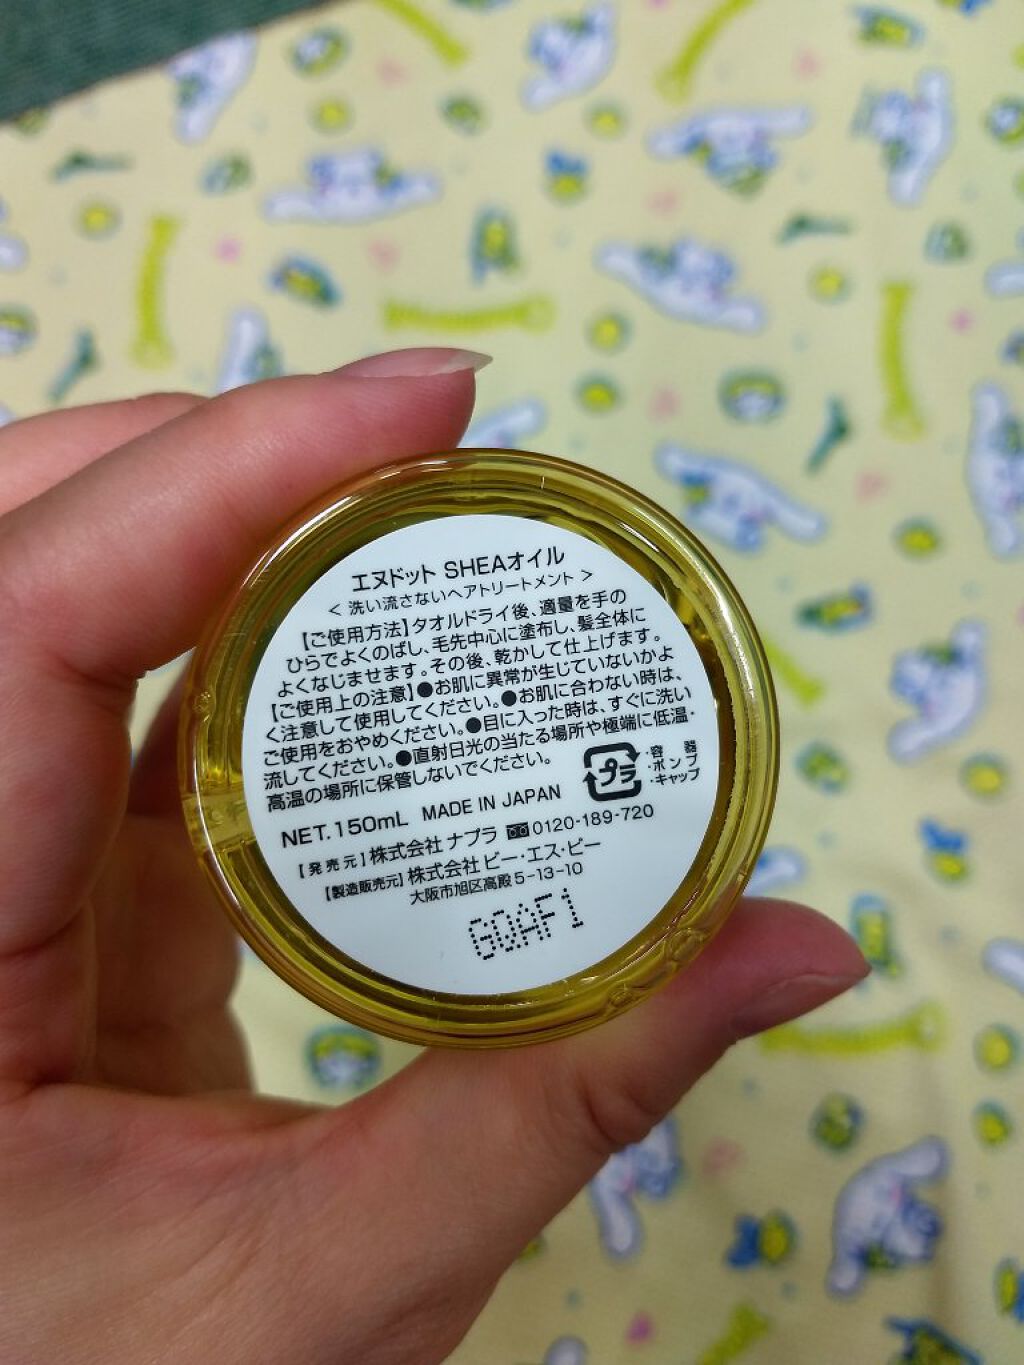 エヌドット SHEAオイル
< 洗い流さないヘアトリートメント >
【ご使用方法】タオルドライ後、適量を手の
ひらでよくのばし、毛先中心に塗布し、髪全体に
よくなじませます。その後、乾かして仕上げます。
【ご使用上の注意】●お肌に異常が生じていないかよ
く注意して使用してください。●お肌に合わない時は、
ご使用をおやめください。●目に入った時は、すぐに洗い
流してください。●直射日光の当たる場所や極端に低温・
高温の場所に保管しないでください。
プラ
・容器
・ポンプ
・キャップ
NET.150mL MADE IN JAPAN
【発売元】株式会社 ナプラ 0120-189-720
【製造販売元】株式会社 ビー・エス・ピー
大阪市旭区高殿5-13-10
GQAF1